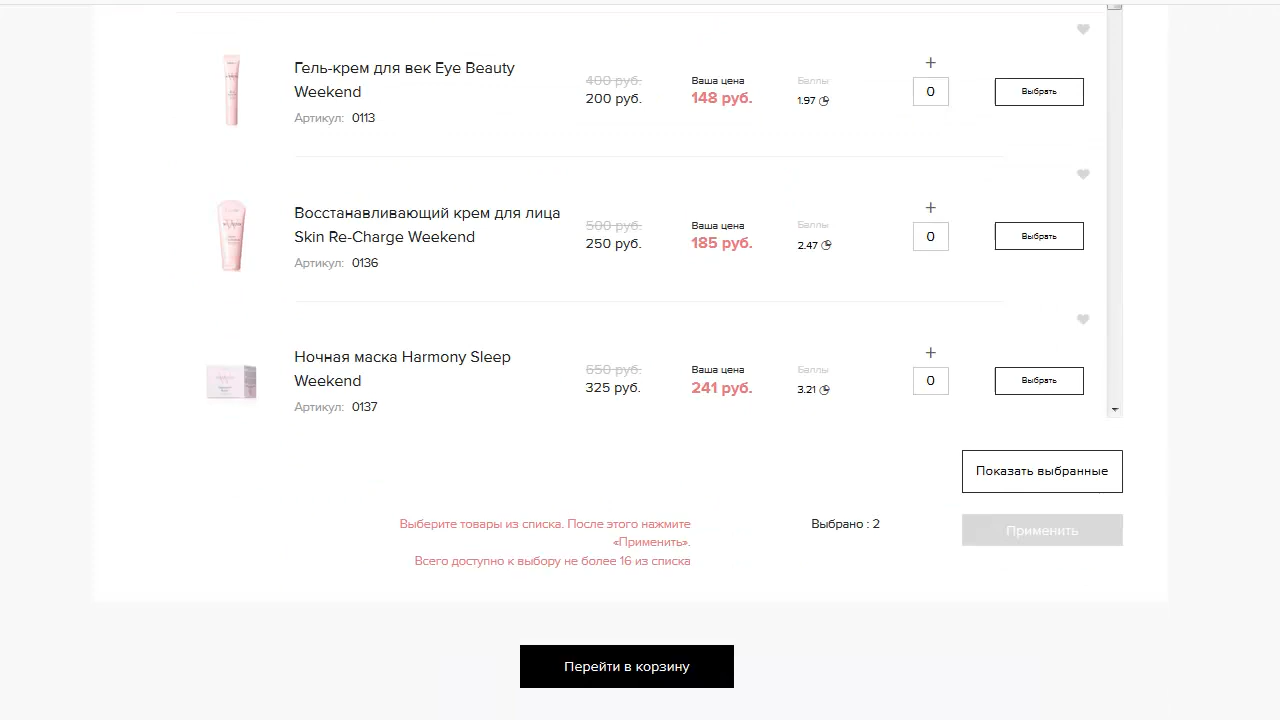 Гель-крем для век Eye Beauty
Weekend
Артикул: 0113
400 руб.
200 руб.
Ваша цена
148 руб.
Баллы
1.97
+
0
Выбрать
Восстанавливающий крем для лица
Skin Re-Charge Weekend
Артикул: 0136
500 руб.
250 руб.
Ваша цена
185 руб.
Баллы
2.47
+
0
Выбрать
Ночная маска Harmony Sleep
Weekend
Артикул: 0137
650 руб.
325 руб.
Ваша цена
241 руб.
Баллы
3.21
+
0
Выбрать
Показать выбранные
Выберите товары из списка. После этого нажмите
«Применить».
Всего доступно к выбору не более 16 из списка
Выбрано : 2
Применить
Перейти в корзину